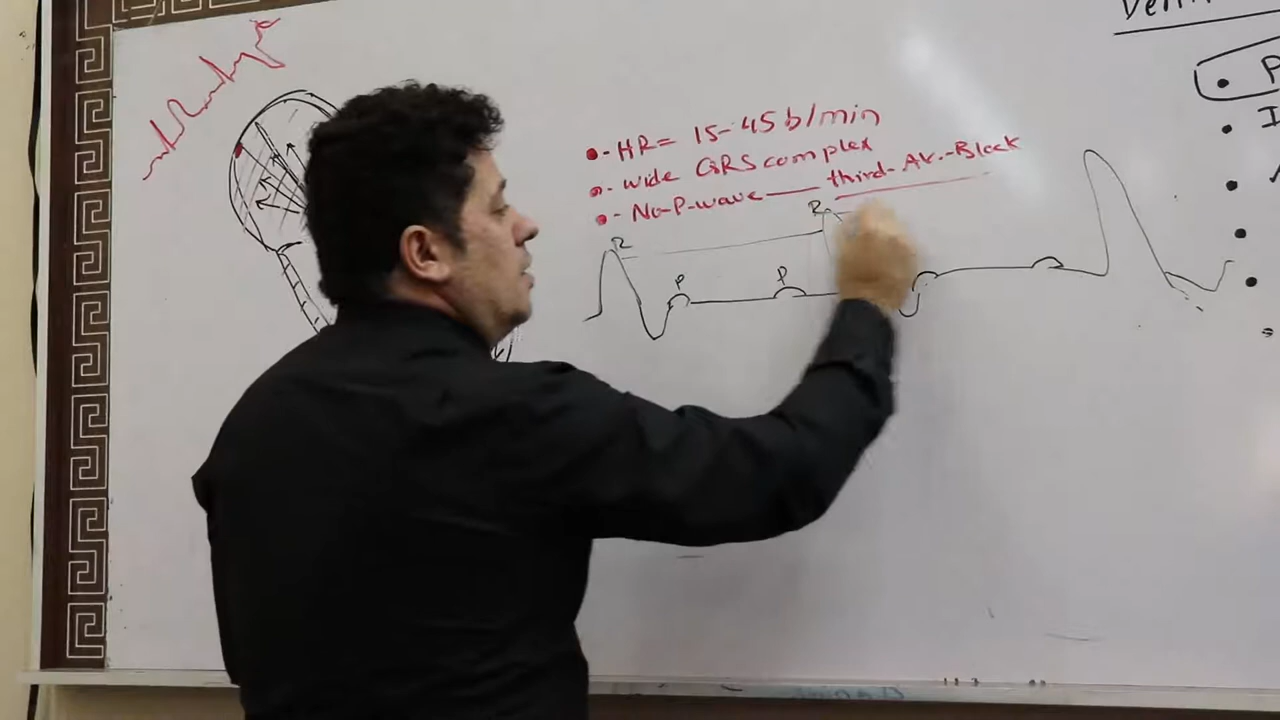 - HR= 15-45 b/min
- wide QRS complex
- No-P-wave — third-AV.-Block
R
R
P
P